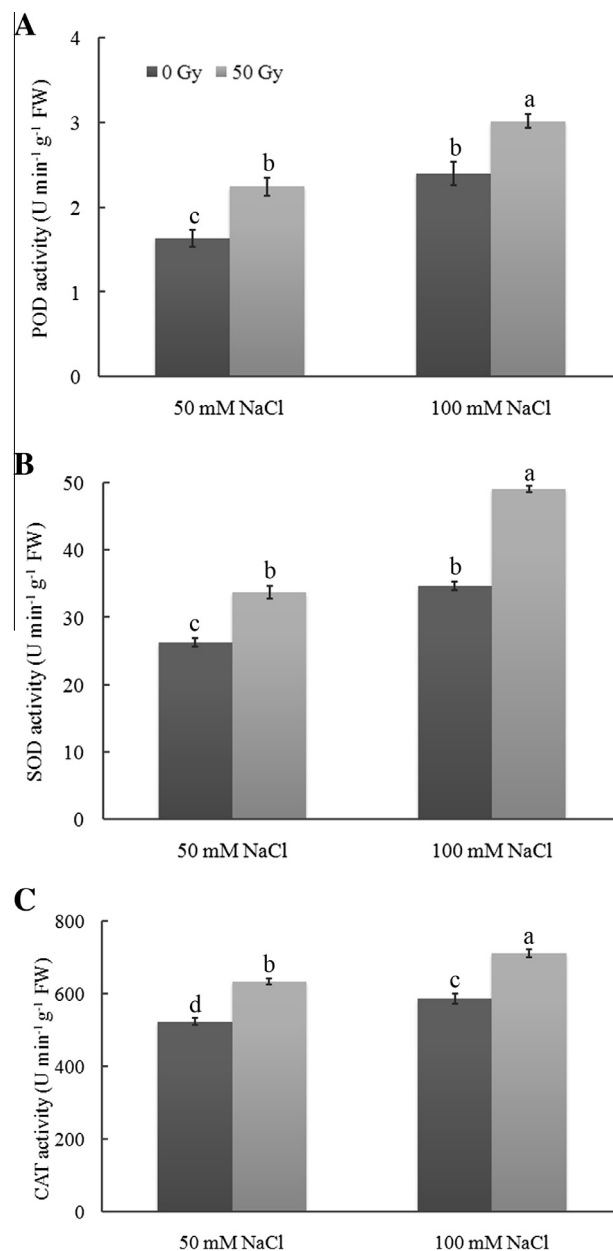 A
4
0 Gy 50 Gy
a
3
b
b
c
2
1
0
POD activity (U min⁻¹ g⁻¹ FW)
50 mM NaCl 100 mM NaCl
B
50
a
40
b
b
30
c
20
10
0
SOD activity (U min⁻¹ g⁻¹ FW)
50 mM NaCl 100 mM NaCl
C
800
a
b
c
600
d
400
200
0
CAT activity (U min⁻¹ g⁻¹ FW)
50 mM NaCl 100 mM NaCl